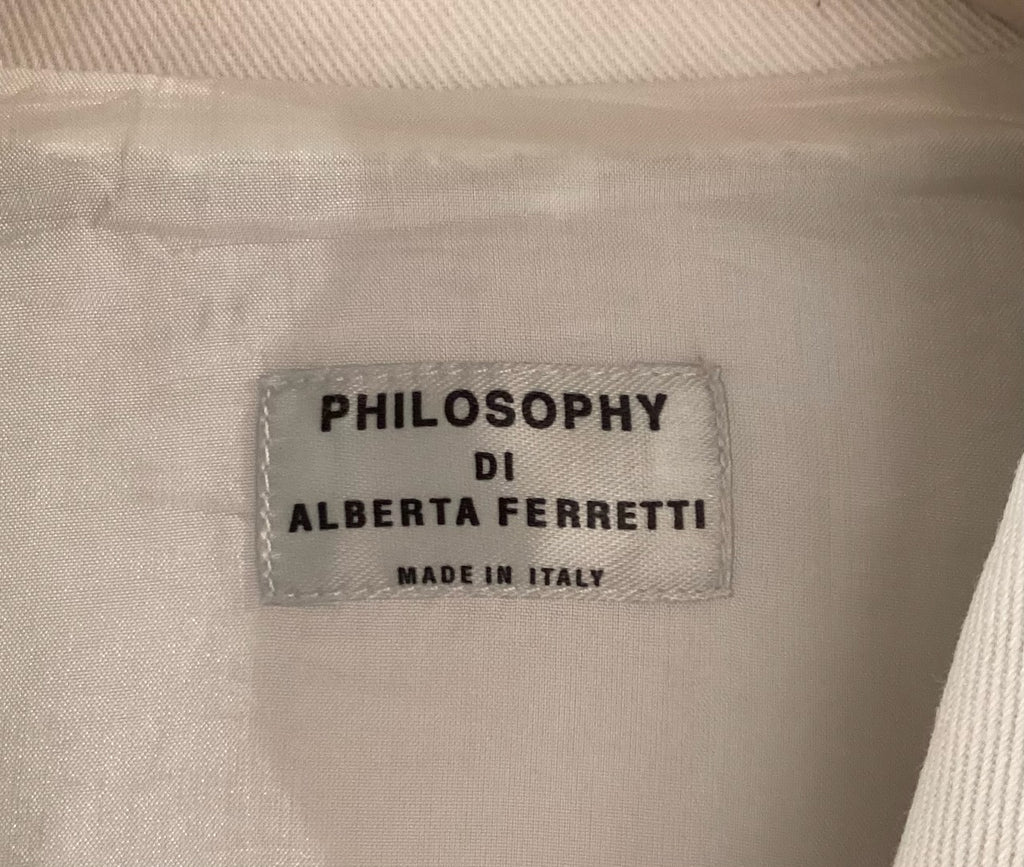 PHILOSOPHY
DI
ALBERTA FERRETTI
MADE IN ITALY